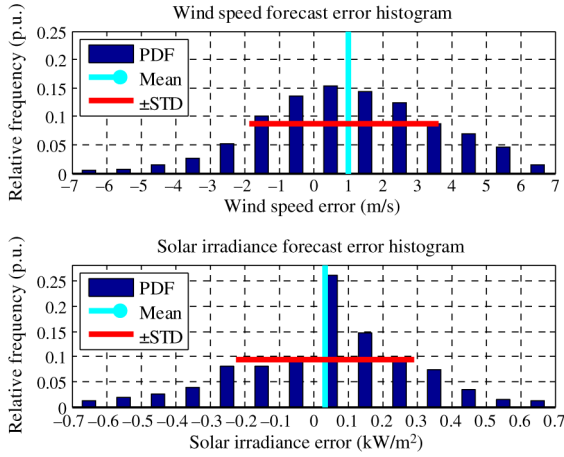 Wind speed forecast error histogram
Relative frequency (p.u.)
0.25
0.2
0.15
0.1
0.05
0
PDF
Mean
±STD
−7 −6 −5 −4 −3 −2 −1 0 1 2 3 4 5 6 7
Wind speed error (m/s)
Solar irradiance forecast error histogram
Relative frequency (p.u.)
0.25
0.2
0.15
0.1
0.05
0
PDF
Mean
±STD
−0.7 −0.6 −0.5 −0.4 −0.3 −0.2 −0.1 0 0.1 0.2 0.3 0.4 0.5 0.6 0.7
Solar irradiance error (kW/m²)